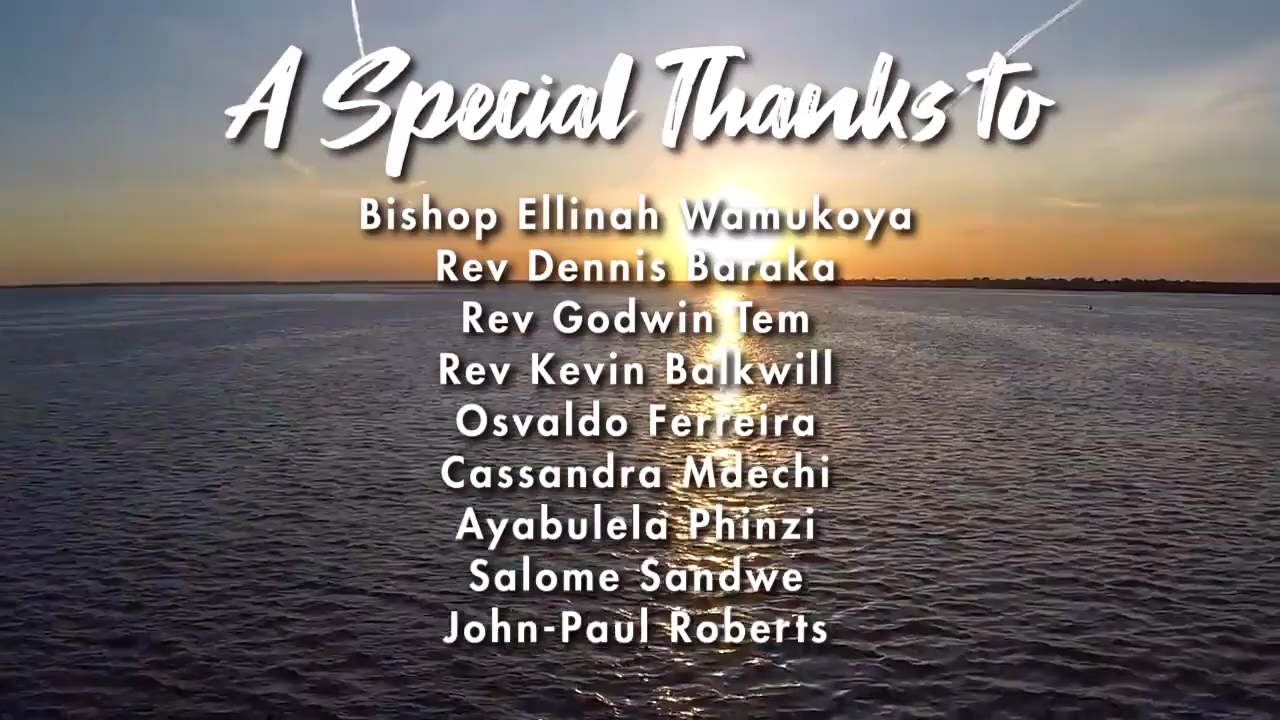 A Special Thanks to
Bishop Ellinah Wamukoya
Rev Dennis Baraka
Rev Godwin Tem
Rev Kevin Balkwill
Osvaldo Ferreira
Cassandra Mdechi
Ayabulela Phinzi
Salome Sandwe
John-Paul Roberts